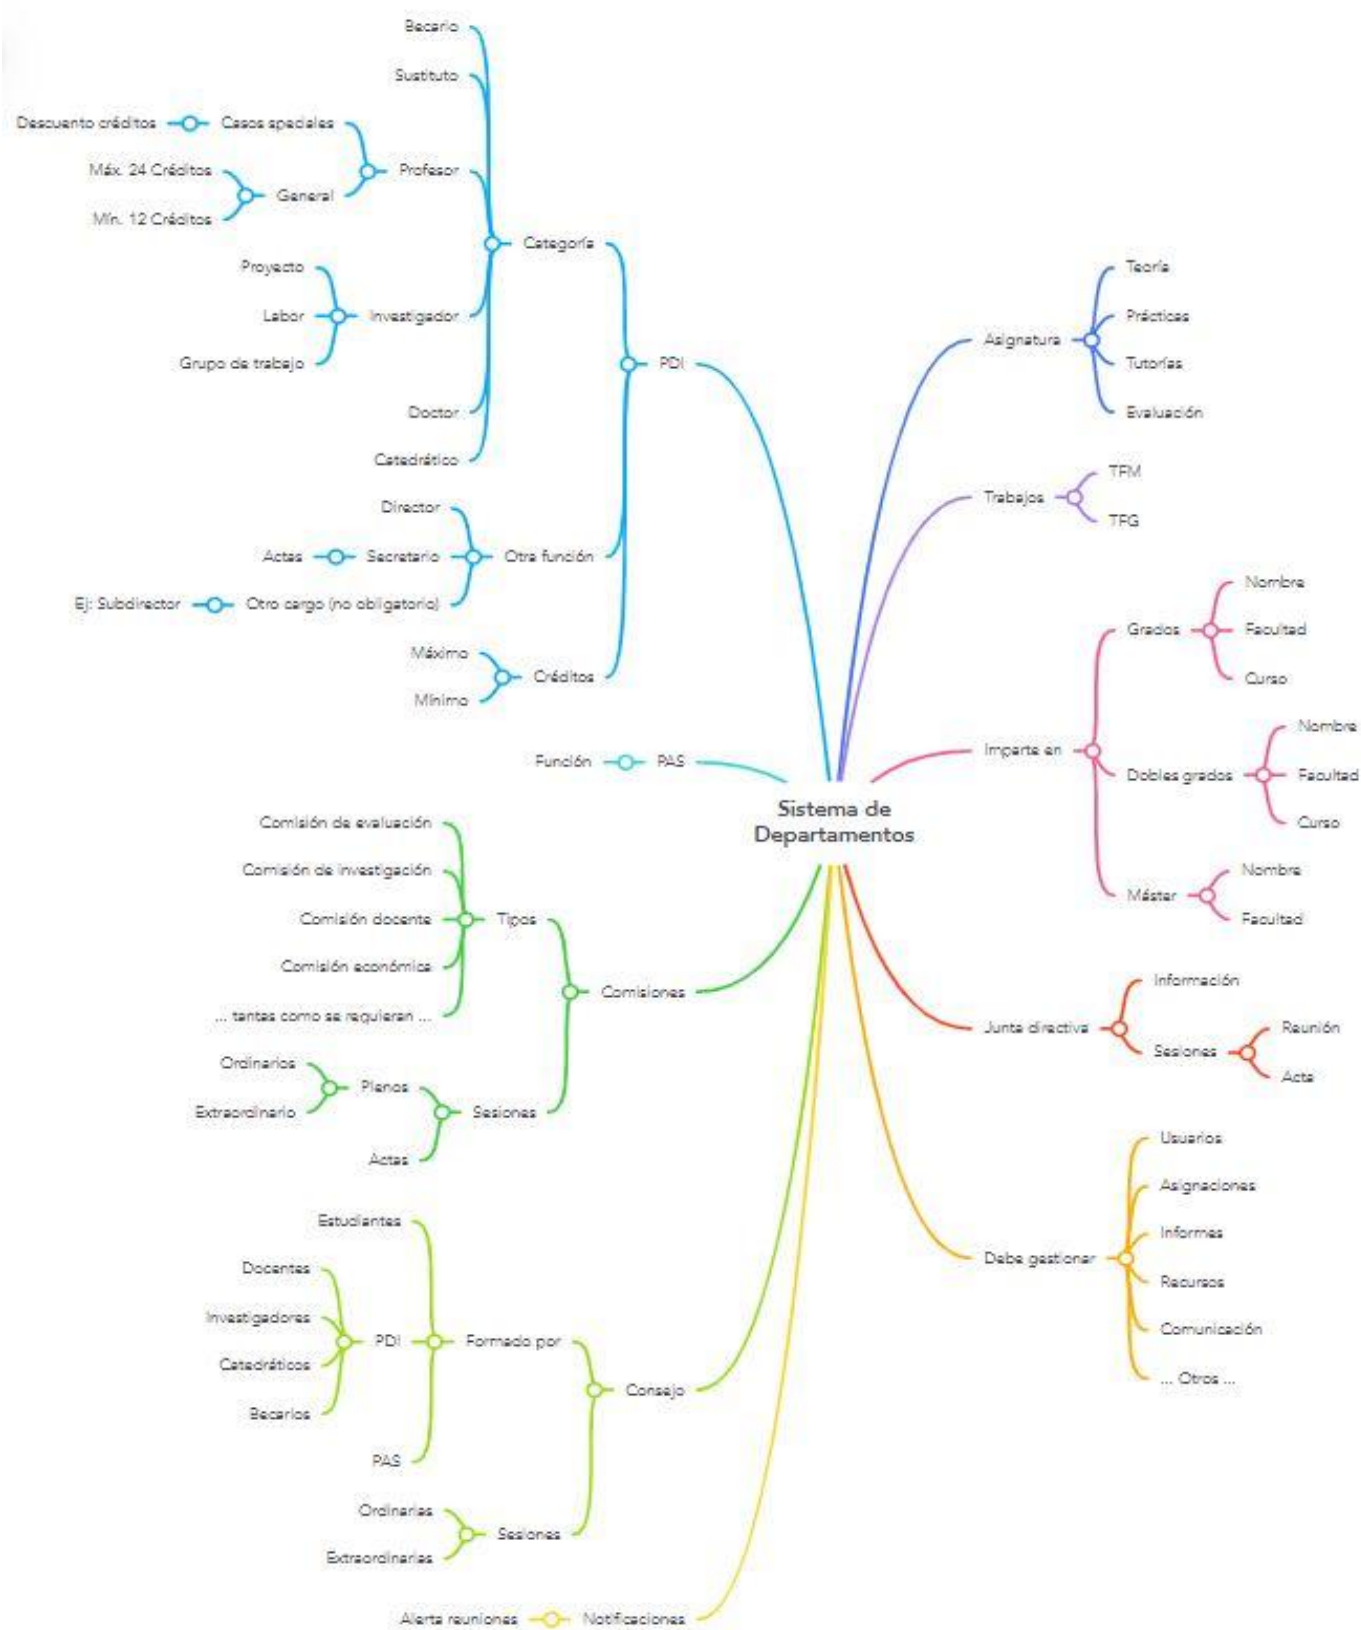 Becario
Sustituto
Descuento créditos
Casos speciales
Máx. 24 Créditos
Profesor
General
Mín. 12 Créditos
Categoría
Proyecto
Labor
Investigador
Grupo de trabajo
PDI
Doctor
Catedrático
Director
Actas
Secretario
Otra función
Ej: Subdirector
Otro cargo (no obligatorio)
Máximo
Créditos
Mínimo
Función
PAS
Sistema de
Departamentos
Comisión de evaluación
Comisión de investigación
Comisión docente
Tipos
Comisión económica
Comisiones
... tantas como se requieran ...
Ordinarios
Plenos
Extraordinario
Sesiones
Actas
Estudiantes
Docentes
Investigadores
PDI
Formado por
Catedráticos
Consejo
Becarios
PAS
Ordinarias
Sesiones
Extraordinarias
Alerta reuniones
Notificaciones
Teoría
Prácticas
Asignatura
Tutorías
Evaluación
TFM
Trabajos
TFG
Nombre
Grados
Facultad
Curso
Imparte en
Nombre
Dobles grados
Facultad
Curso
Nombre
Máster
Facultad
Información
Junta directiva
Reunión
Sesiones
Acta
Usuarios
Asignaciones
Informes
Debe gestionar
Recursos
Comunicación
... Otros ...